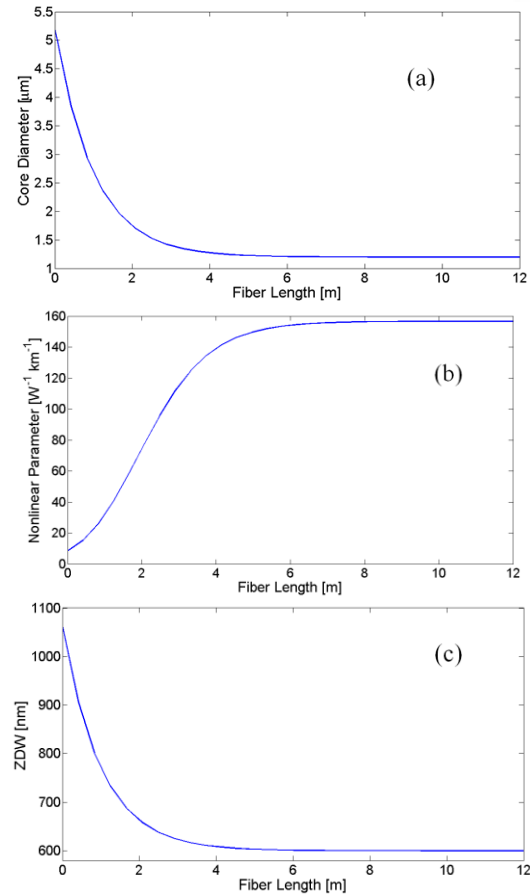 5.5
5
4.5
4
3.5
3
2.5
2
1.5
1
Core Diameter [μm]
(a)
0 2 4 6 8 10 12
Fiber Length [m]
160
140
120
100
80
60
40
20
0
Nonlinear Parameter [W⁻¹ km⁻¹]
(b)
0 2 4 6 8 10 12
Fiber Length [m]
1100
1000
900
800
700
600
ZDW [nm]
(c)
0 2 4 6 8 10 12
Fiber Length [m]